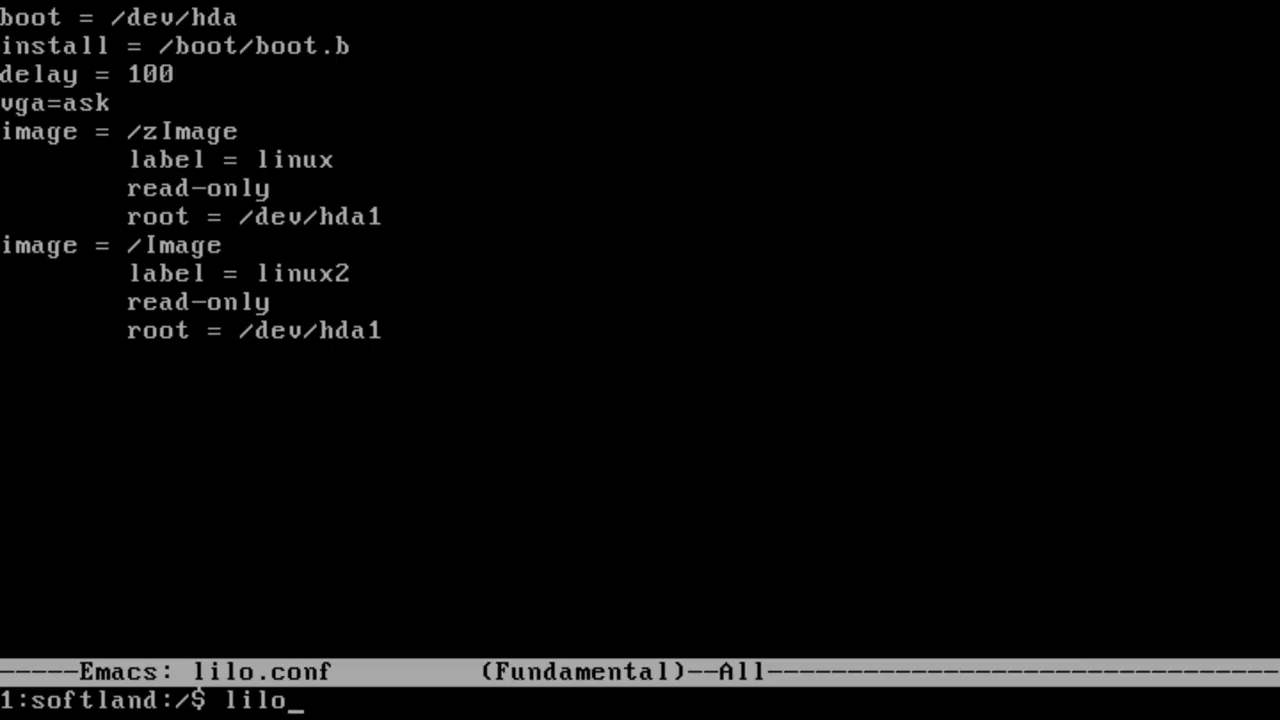 boot = /dev/hda
install = /boot/boot.b
delay = 100
vga=ask
image = /zImage
        label = linux
        read-only
        root = /dev/hda1
image = /Image
        label = linux2
        read-only
        root = /dev/hda1
-----Emacs: lilo.conf          (Fundamental)--All---------------------------------
1:softland:/$ lilo_